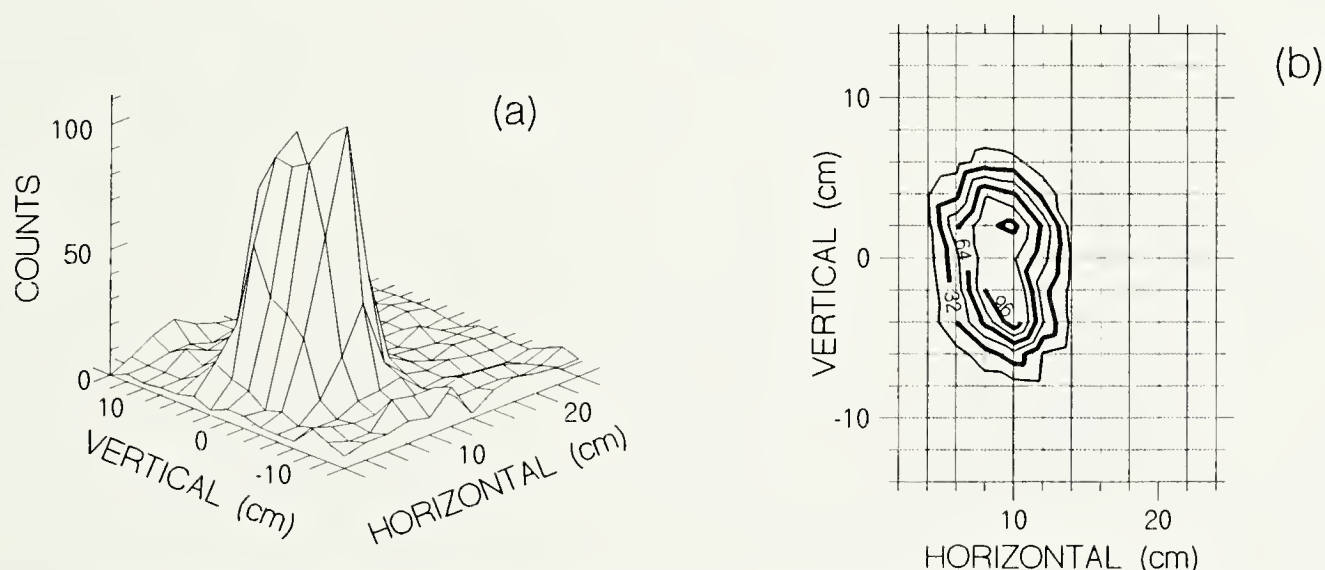 (a)
100
50
0
COUNTS
10
0
-10
VERTICAL (cm)
10
20
HORIZONTAL (cm)
(b)
10
0
-10
VERTICAL (cm)
64
32
96
10
20
HORIZONTAL (cm)